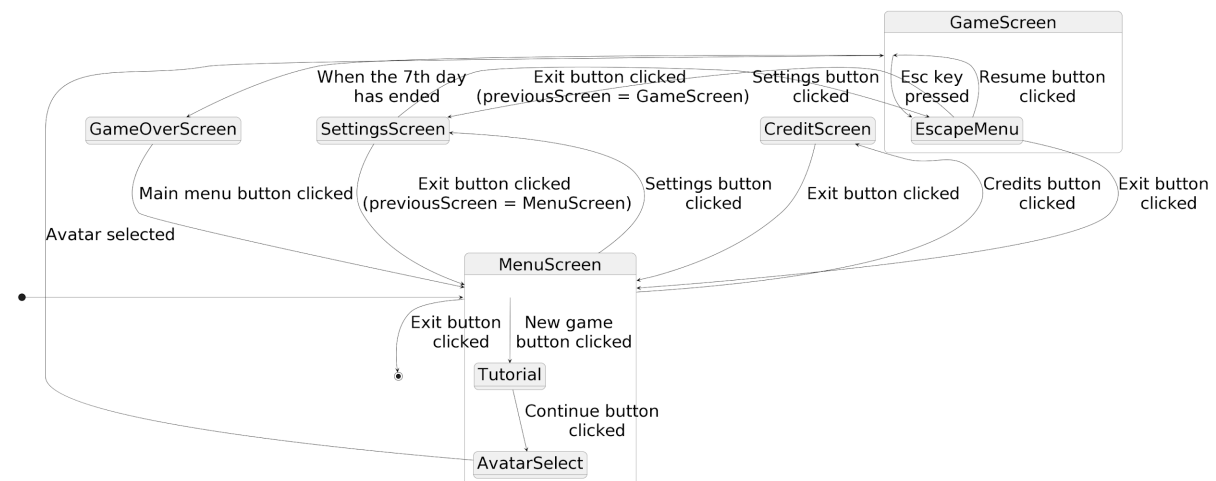 GameScreen
When the 7th day
has ended
Exit button clicked
(previousScreen = GameScreen)
Settings button
clicked
Esc key
pressed
Resume button
clicked
GameOverScreen
SettingsScreen
CreditScreen
EscapeMenu
Main menu button clicked
Exit button clicked
(previousScreen = MenuScreen)
Settings button
clicked
Exit button clicked
Credits button
clicked
Exit button
clicked
Avatar selected
MenuScreen
Exit button
clicked
New game
button clicked
Tutorial
Continue button
clicked
AvatarSelect